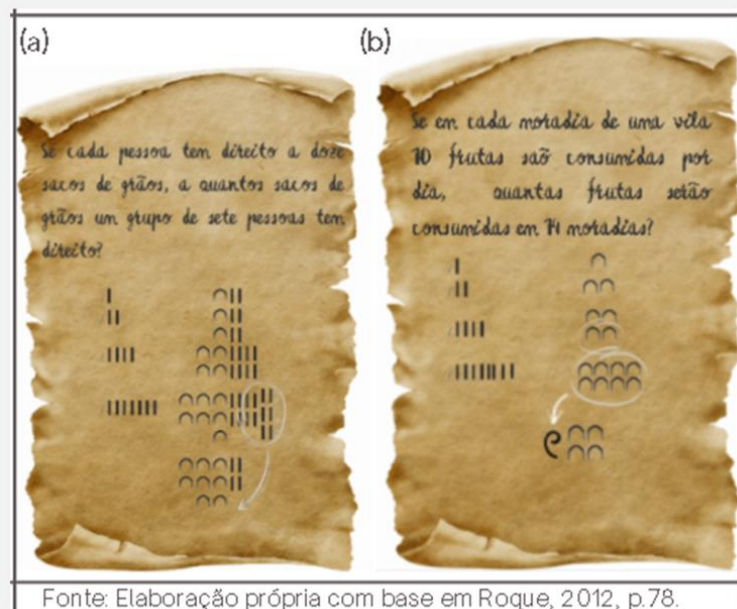 (a)
Se cada pessoa tem direito a doze
sacos de grãos, a quantos sacos de
grãos un grupo de sete pessoas tem
direito?
(b)
Se em cada moradia de uma vila
10 frutas saõ consumidas por
dia, quantas frutas serão
consumidas em 14 moradias?
Fonte: Elaboração própria com base em Roque, 2012, p.78.